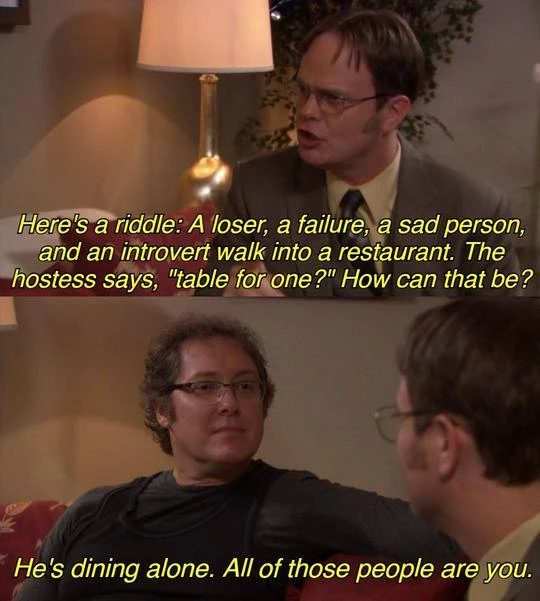 Here's a riddle: A loser, a failure, a sad person,
and an introvert walk into a restaurant. The
hostess says, "table for one?" How can that be?
He's dining alone. All of those people are you.